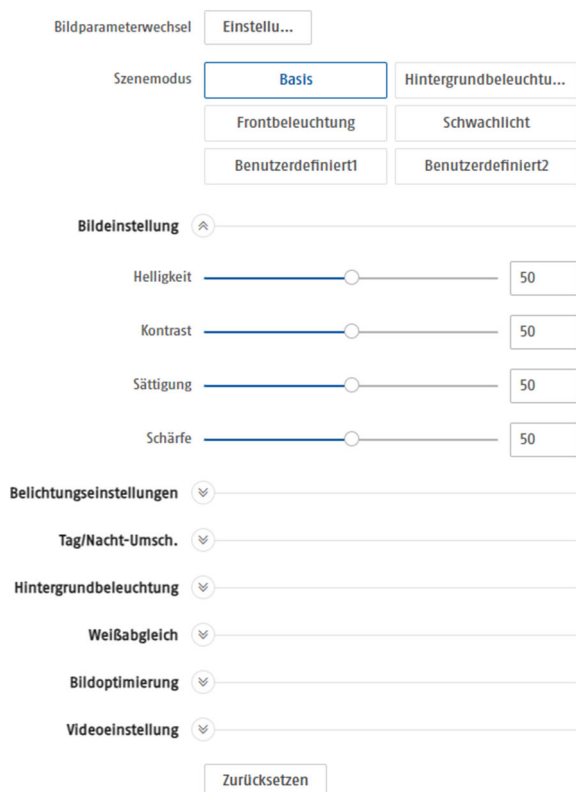 Bildparameterwechsel Einstellu...
Szenemodus Basis Hintergrundbeleuchtu...
Frontbeleuchtung Schwachlicht
Benutzerdefiniert1 Benutzerdefiniert2
Bildeinstellung
Helligkeit 50
Kontrast 50
Sättigung 50
Schärfe 50
Belichtungseinstellungen
Tag/Nacht-Umsch.
Hintergrundbeleuchtung
Weißabgleich
Bildoptimierung
Videoeinstellung
Zurücksetzen